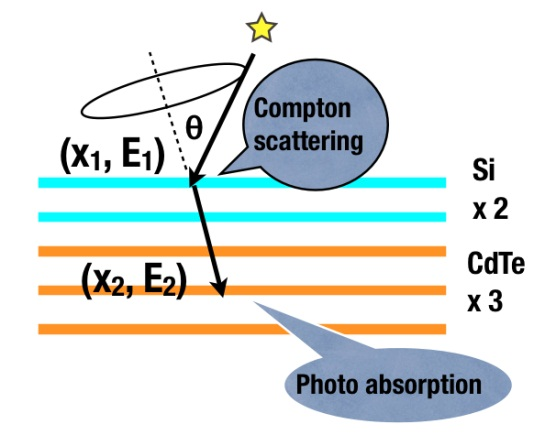 Compton
scattering
θ
(x₁, E₁)
Si
x 2
CdTe
x 3
(x₂, E₂)
Photo absorption